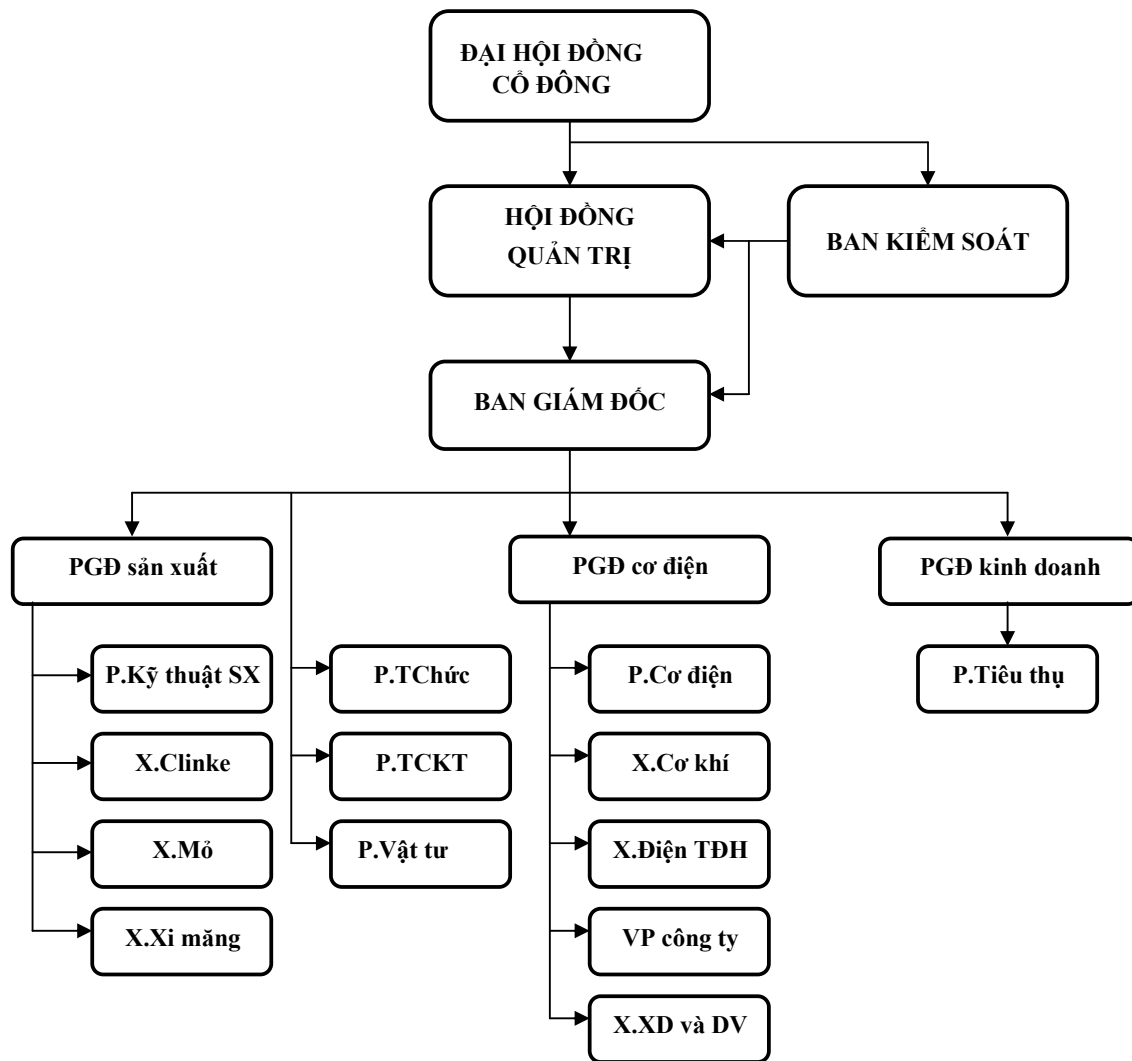 ĐẠI HỘI ĐỒNG
CỔ ĐÔNG
HỘI ĐỒNG
QUẢN TRỊ
BAN KIỂM SOÁT
BAN GIÁM ĐỐC
PGĐ sản xuất
PGĐ cơ điện
PGĐ kinh doanh
P.Kỹ thuật SX
P.TChức
P.Cơ điện
P.Tiêu thụ
X.Clinke
P.TCKT
X.Cơ khí
X.Mỏ
P.Vật tư
X.Điện TĐH
X.Xi măng
VP công ty
X.XD và DV